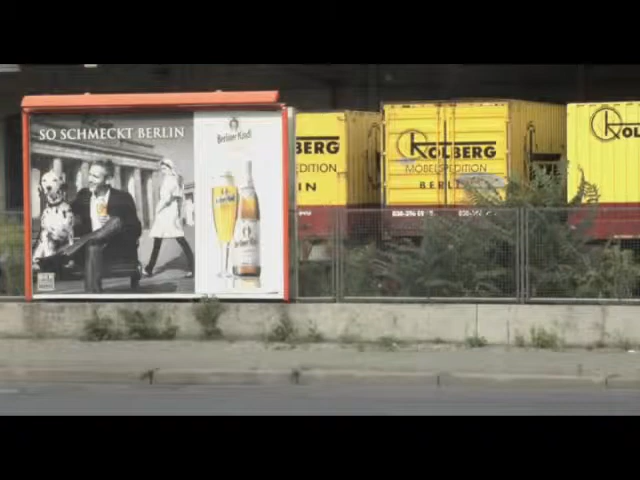 SO SCHMECKT BERLIN
Berliner Kindl
BERG
EDITION
IN
KOLBERG
MÖBELSPEDITION
BERLIN
KOL